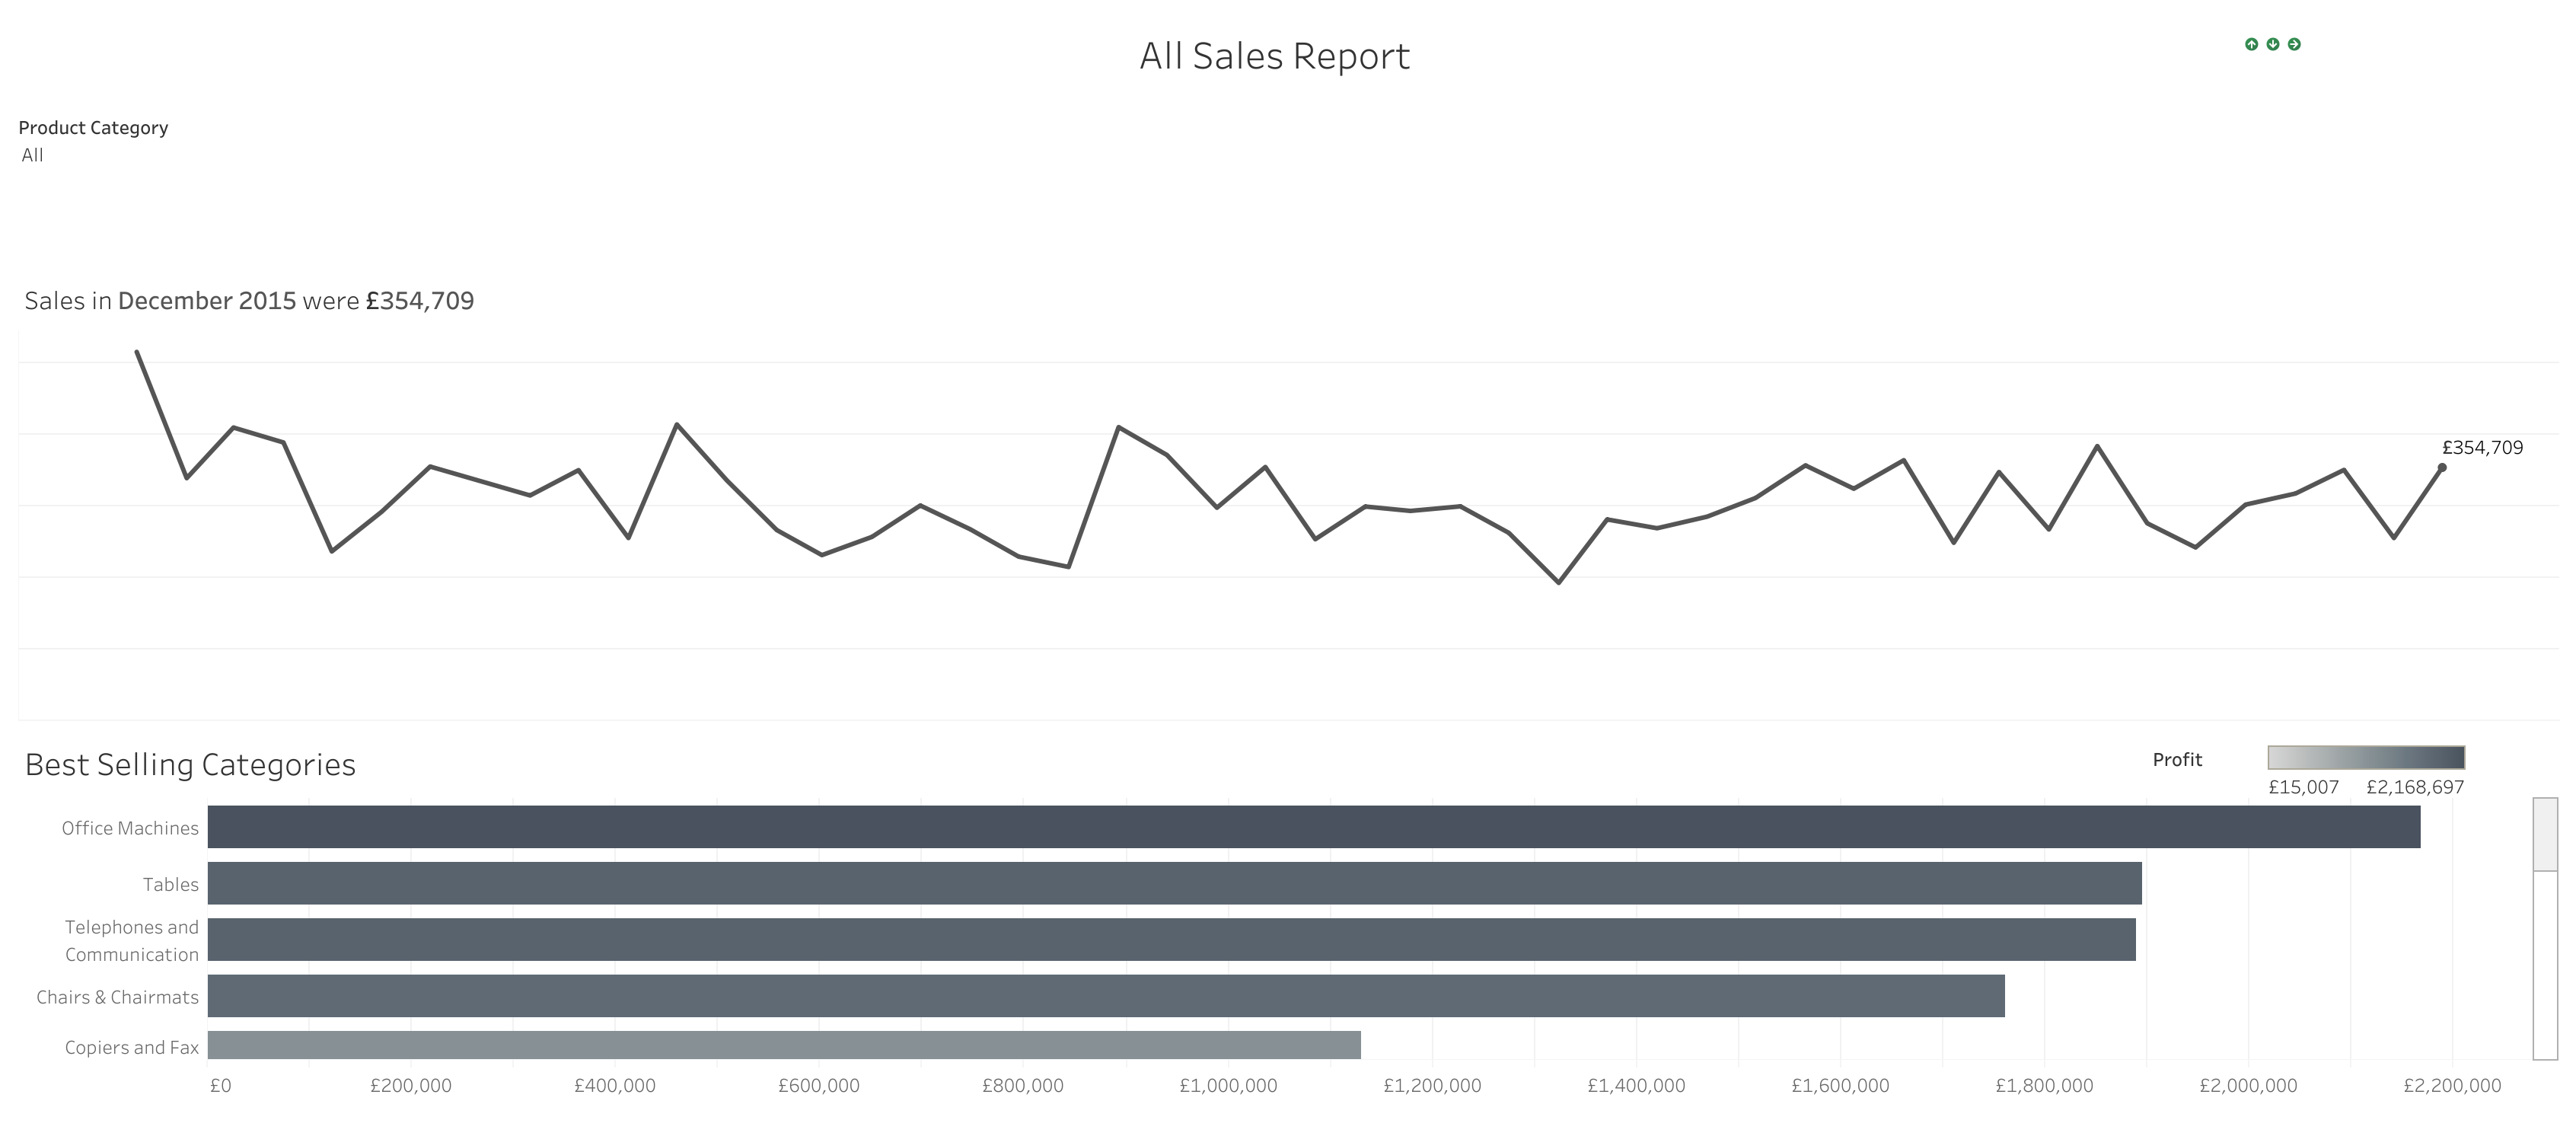 All Sales Report
Product Category
All
Sales in December 2015 were £354,709
£354,709
Best Selling Categories
Profit
£15,007 £2,168,697
Office Machines
Tables
Telephones and
Communication
Chairs & Chairmats
Copiers and Fax
£0 £200,000 £400,000 £600,000 £800,000 £1,000,000 £1,200,000 £1,400,000 £1,600,000 £1,800,000 £2,000,000 £2,200,000